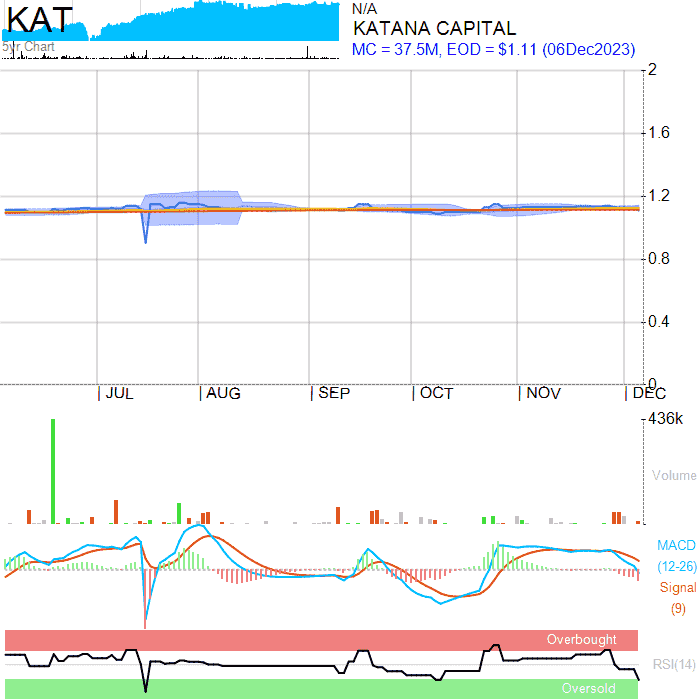 KAT
5yr Chart
N/A
KATANA CAPITAL
MC = 37.5M, EOD = $1.11 (06Dec2023)
2
1.6
1.2
0.8
0.4
0
JUL AUG SEP OCT NOV DEC
436k
Volume
MACD
(12-26)
Signal
(9)
Overbought
RSI(14)
Oversold